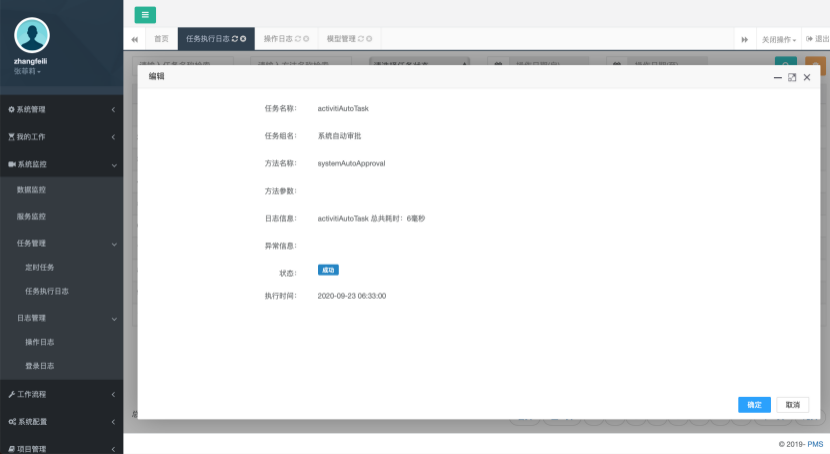 zhangfeili
张菲莉
首页
任务执行日志
操作日志
模型管理
关闭操作
退出
系统管理
我的工作
系统监控
数据监控
服务监控
任务管理
定时任务
任务执行日志
日志管理
操作日志
登录日志
工作流程
系统配置
项目管理
编辑
任务名称： activitiAutoTask
任务组名： 系统自动审批
方法名称： systemAutoApproval
方法参数：
日志信息： activitiAutoTask 总共耗时：6毫秒
异常信息：
状态： 成功
执行时间： 2020-09-23 06:33:00
确定 取消
© 2019- PMS